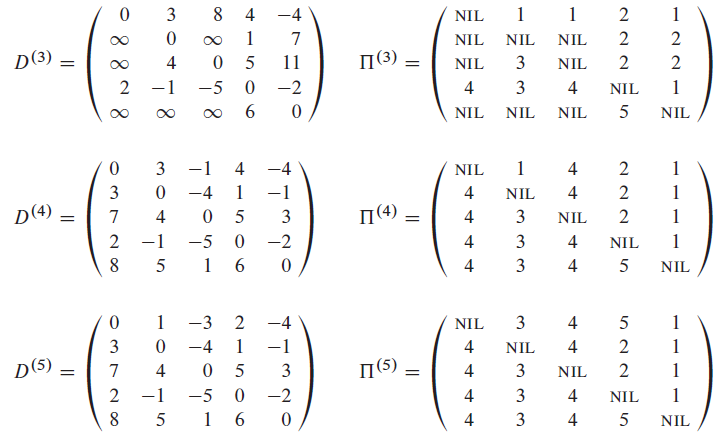 0 3 8 4 −4 NIL 1 1 2 1
∞ 0 ∞ 1 7 NIL NIL NIL 2 2
D(3) = ∞ 4 0 5 11 Π(3) = NIL 3 NIL 2 2
2 −1 −5 0 −2 4 3 4 NIL 1
∞ ∞ ∞ 6 0 NIL NIL NIL 5 NIL
0 3 −1 4 −4 NIL 1 4 2 1
3 0 −4 1 −1 4 NIL 4 2 1
D(4) = 7 4 0 5 3 Π(4) = 4 3 NIL 2 1
2 −1 −5 0 −2 4 3 4 NIL 1
8 5 1 6 0 4 3 4 5 NIL
0 1 −3 2 −4 NIL 3 4 5 1
3 0 −4 1 −1 4 NIL 4 2 1
D(5) = 7 4 0 5 3 Π(5) = 4 3 NIL 2 1
2 −1 −5 0 −2 4 3 4 NIL 1
8 5 1 6 0 4 3 4 5 NIL